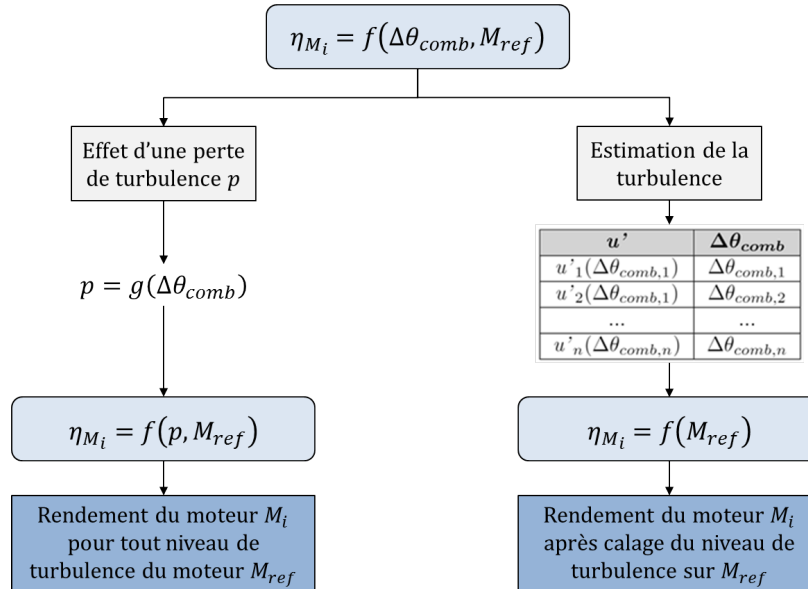 η_{M_i} = f(Δθ_{comb}, M_{ref})
Effet d'une perte
de turbulence p
p = g(Δθ_{comb})
η_{M_i} = f(p, M_{ref})
Rendement du moteur M_i
pour tout niveau de
turbulence du moteur M_{ref}
Estimation de la
turbulence
u' Δθ_{comb}
u'_1(Δθ_{comb,1}) Δθ_{comb,1}
u'_2(Δθ_{comb,1}) Δθ_{comb,2}
... ...
u'_n(Δθ_{comb,n}) Δθ_{comb,n}
η_{M_i} = f(M_{ref})
Rendement du moteur M_i
après calage du niveau de
turbulence sur M_{ref}